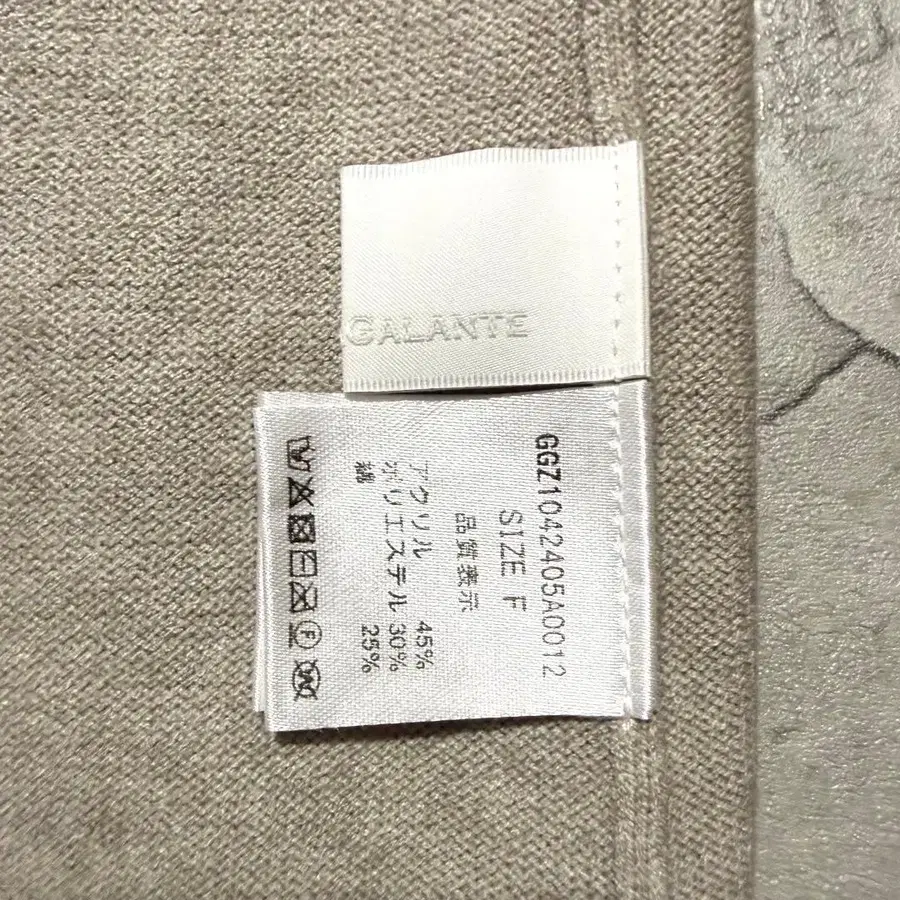 GALANTE
GGZ1042405A0012
SIZE F
品質表示
アクリル 45%
ポリエステル 30%
綿 25%